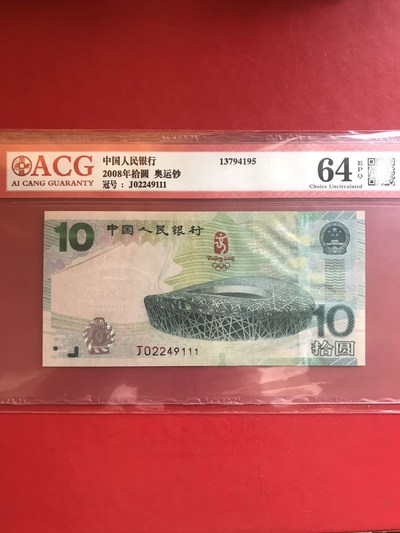 ACG
AI CANG GUARANTY
中国人民银行
2008年拾圆 奥运钞
冠号： J02249111
13794195
64
EPQ
Choice Uncirculated
10
中国人民银行
Beijing 2008
J02249111
10
拾圆